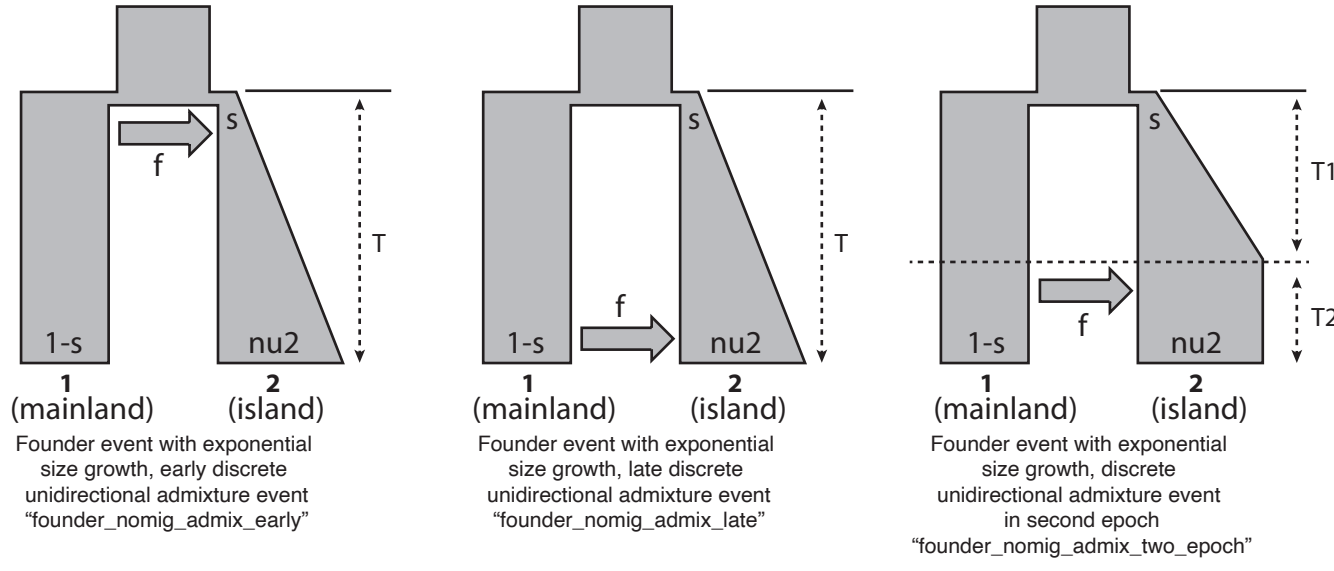 s
f
T
1-s
nu2
1
2
(mainland)
(island)
Founder event with exponential
size growth, early discrete
unidirectional admixture event
“founder_nomig_admix_early”
s
T
f
1-s
nu2
1
2
(mainland)
(island)
Founder event with exponential
size growth, late discrete
unidirectional admixture event
“founder_nomig_admix_late”
s
T1
f
T2
1-s
nu2
1
2
(mainland)
(island)
Founder event with exponential
size growth, discrete
unidirectional admixture event
in second epoch
“founder_nomig_admix_two_epoch”